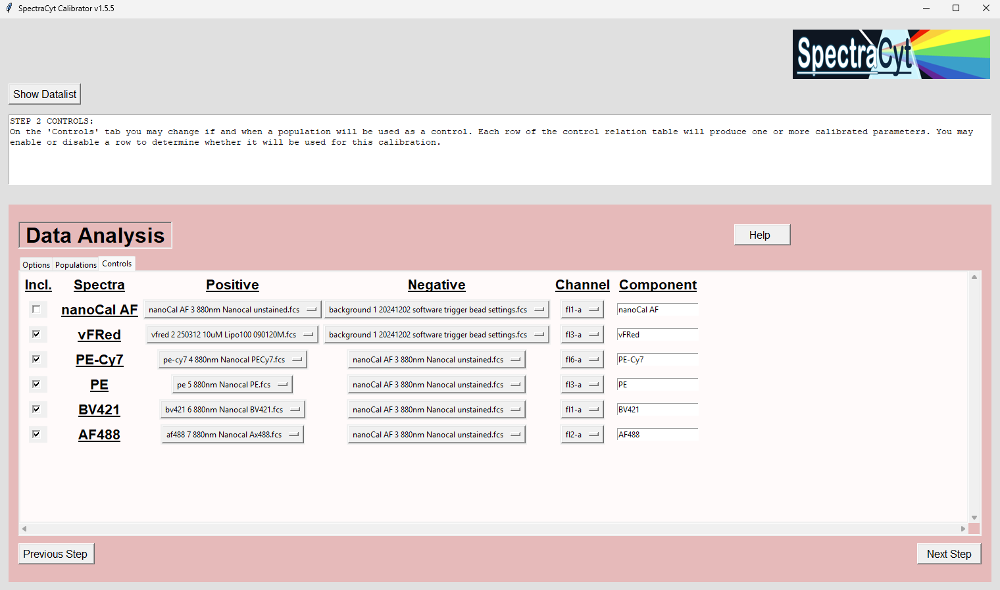 SpectraCyt Calibrator v1.5.5
SpectraCyt
Show Datalist
STEP 2 CONTROLS:
On the 'Controls' tab you may change if and when a population will be used as a control. Each row of the control relation table will produce one or more calibrated parameters. You may
enable or disable a row to determine whether it will be used for this calibration.
Data Analysis
Help
Options Populations Controls
Incl. Spectra Positive Negative Channel Component
nanoCal AF nanoCal AF 3 880nm Nanocal unstained.fcs background 1 20241202 software trigger bead settings.fcs fl1-a nanoCal AF
vFRed vfred 2 250312 10uM Lipo100 090120M.fcs background 1 20241202 software trigger bead settings.fcs fl3-a vFRed
PE-Cy7 pe-cy7 4 880nm Nanocal PECy7.fcs nanoCal AF 3 880nm Nanocal unstained.fcs fl6-a PE-Cy7
PE pe 5 880nm Nanocal PE.fcs nanoCal AF 3 880nm Nanocal unstained.fcs fl3-a PE
BV421 bv421 6 880nm Nanocal BV421.fcs nanoCal AF 3 880nm Nanocal unstained.fcs fl1-a BV421
AF488 af488 7 880nm Nanocal Ax488.fcs nanoCal AF 3 880nm Nanocal unstained.fcs fl2-a AF488
Previous Step
Next Step